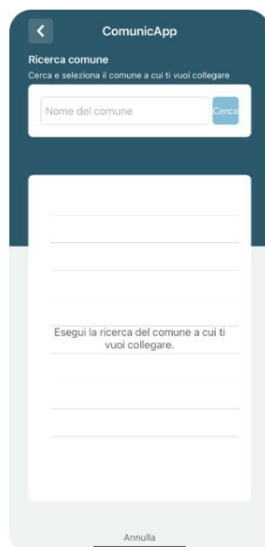 ComunicApp
Ricerca comune
Cerca e seleziona il comune a cui ti vuoi collegare
Nome del comune Cerca
Esegui la ricerca del comune a cui ti
vuoi collegare.
Annulla